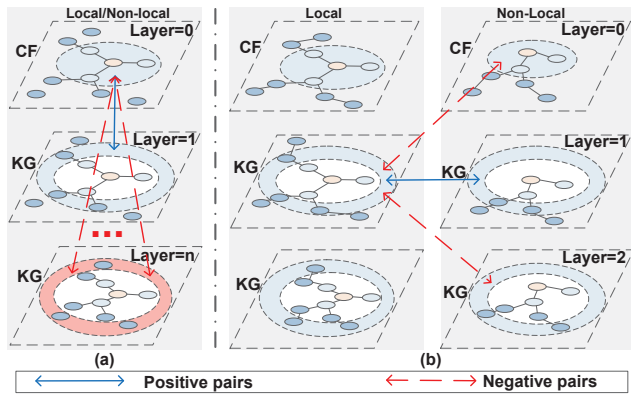 Local/Non-local
Local
Non-Local
CF
Layer=0
CF
CF
Layer=0
KG
Layer=1
KG
KG
Layer=1
KG
Layer=n
KG
KG
Layer=2
(a)
(b)
Positive pairs
Negative pairs